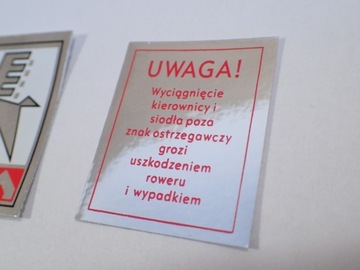 UWAGA!
Wyciągnięcie
kierownicy i
siodła poza
znak ostrzegawczy
grozi
uszkodzeniem
roweru
i wypadkiem